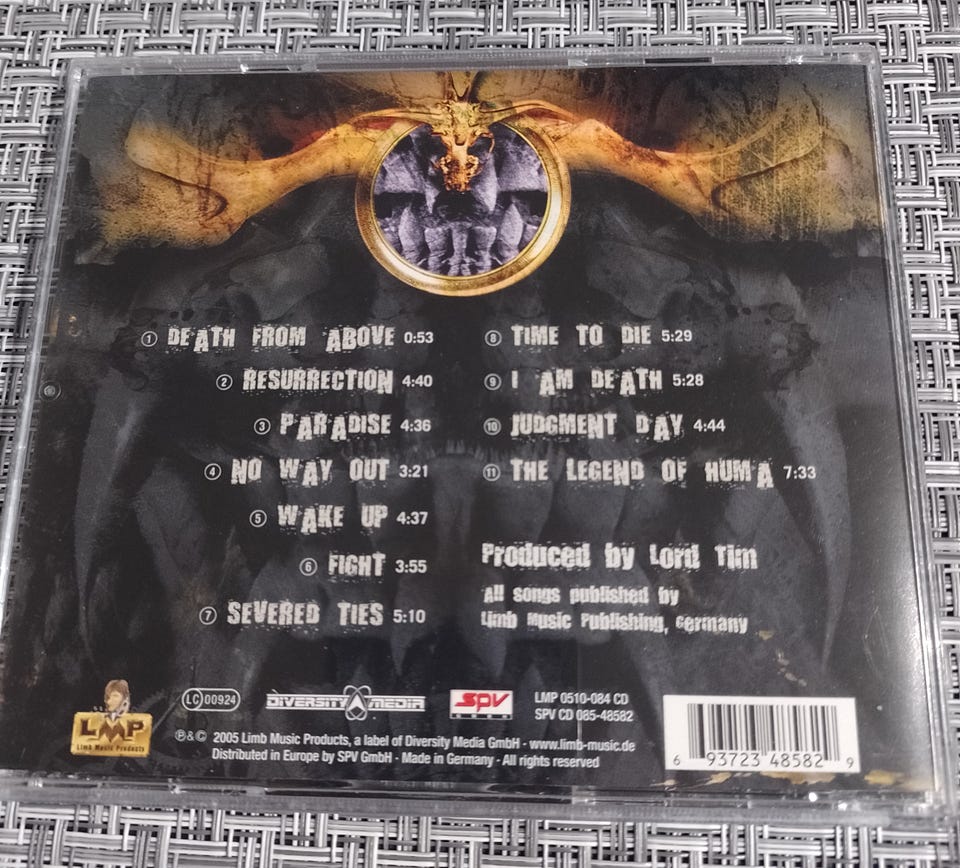 1 DEATH FROM ABOVE 0:53
2 RESURRECTION 4:40
3 PARADISE 4:36
4 NO WAY OUT 3:21
5 WAKE UP 4:37
6 FIGHT 3:55
7 SEVERED TIES 5:10
8 TIME TO DIE 5:29
9 I AM DEATH 5:28
10 JUDGMENT DAY 4:44
11 THE LEGEND OF HUMA 7:33
Produced by Lord Tim
All songs published by
Limb Music Publishing, Germany
LMP
Limb Music Products
LC 00924
DIVERSITY MEDIA
SPV
LMP 0510-084 CD
SPV CD 085-48582
℗&© 2005 Limb Music Products, a label of Diversity Media GmbH · www.limb-music.de
Distributed in Europe by SPV GmbH · Made in Germany · All rights reserved
6 93723 48582 9